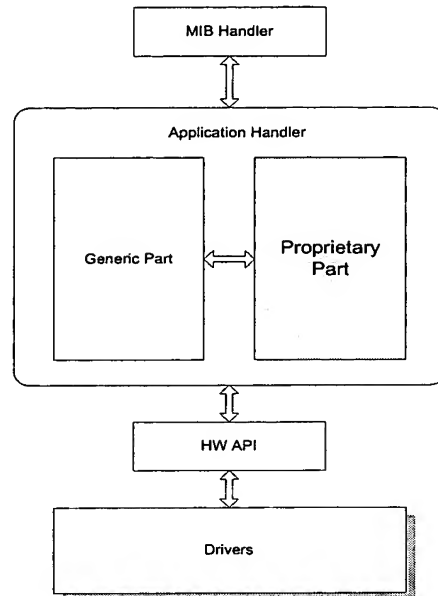 MIB Handler
Application Handler
Generic Part
Proprietary
Part
HW API
Drivers